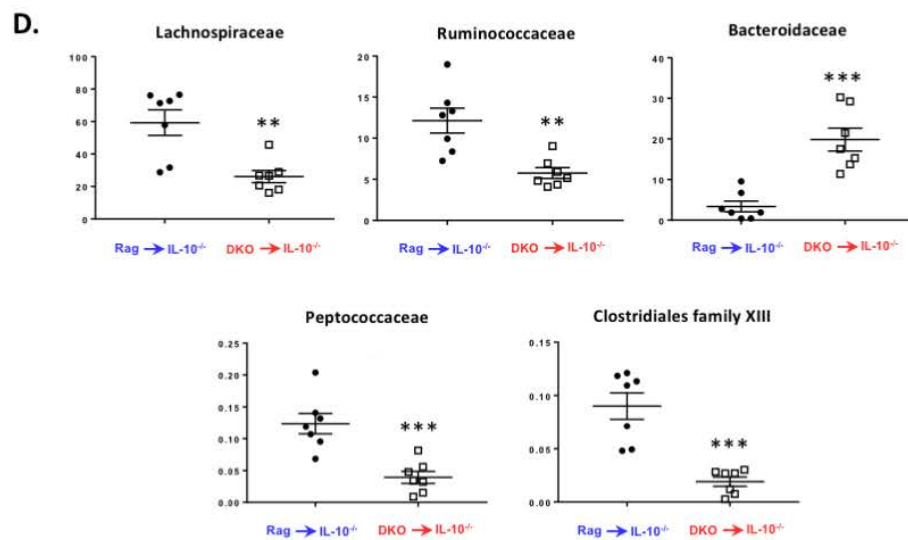 D.
Lachnospiraceae
100
80
60
40
20
0
**
Rag → IL-10⁻/⁻ DKO → IL-10⁻/⁻
Ruminococcaceae
20
15
10
5
0
**
Rag → IL-10⁻/⁻ DKO → IL-10⁻/⁻
Bacteroidaceae
40
30
20
10
0
***
Rag → IL-10⁻/⁻ DKO → IL-10⁻/⁻
Peptococcaceae
0.25
0.20
0.15
0.10
0.05
0.00
***
Rag → IL-10⁻/⁻ DKO → IL-10⁻/⁻
Clostridiales family XIII
0.15
0.10
0.05
0.00
***
Rag → IL-10⁻/⁻ DKO → IL-10⁻/⁻